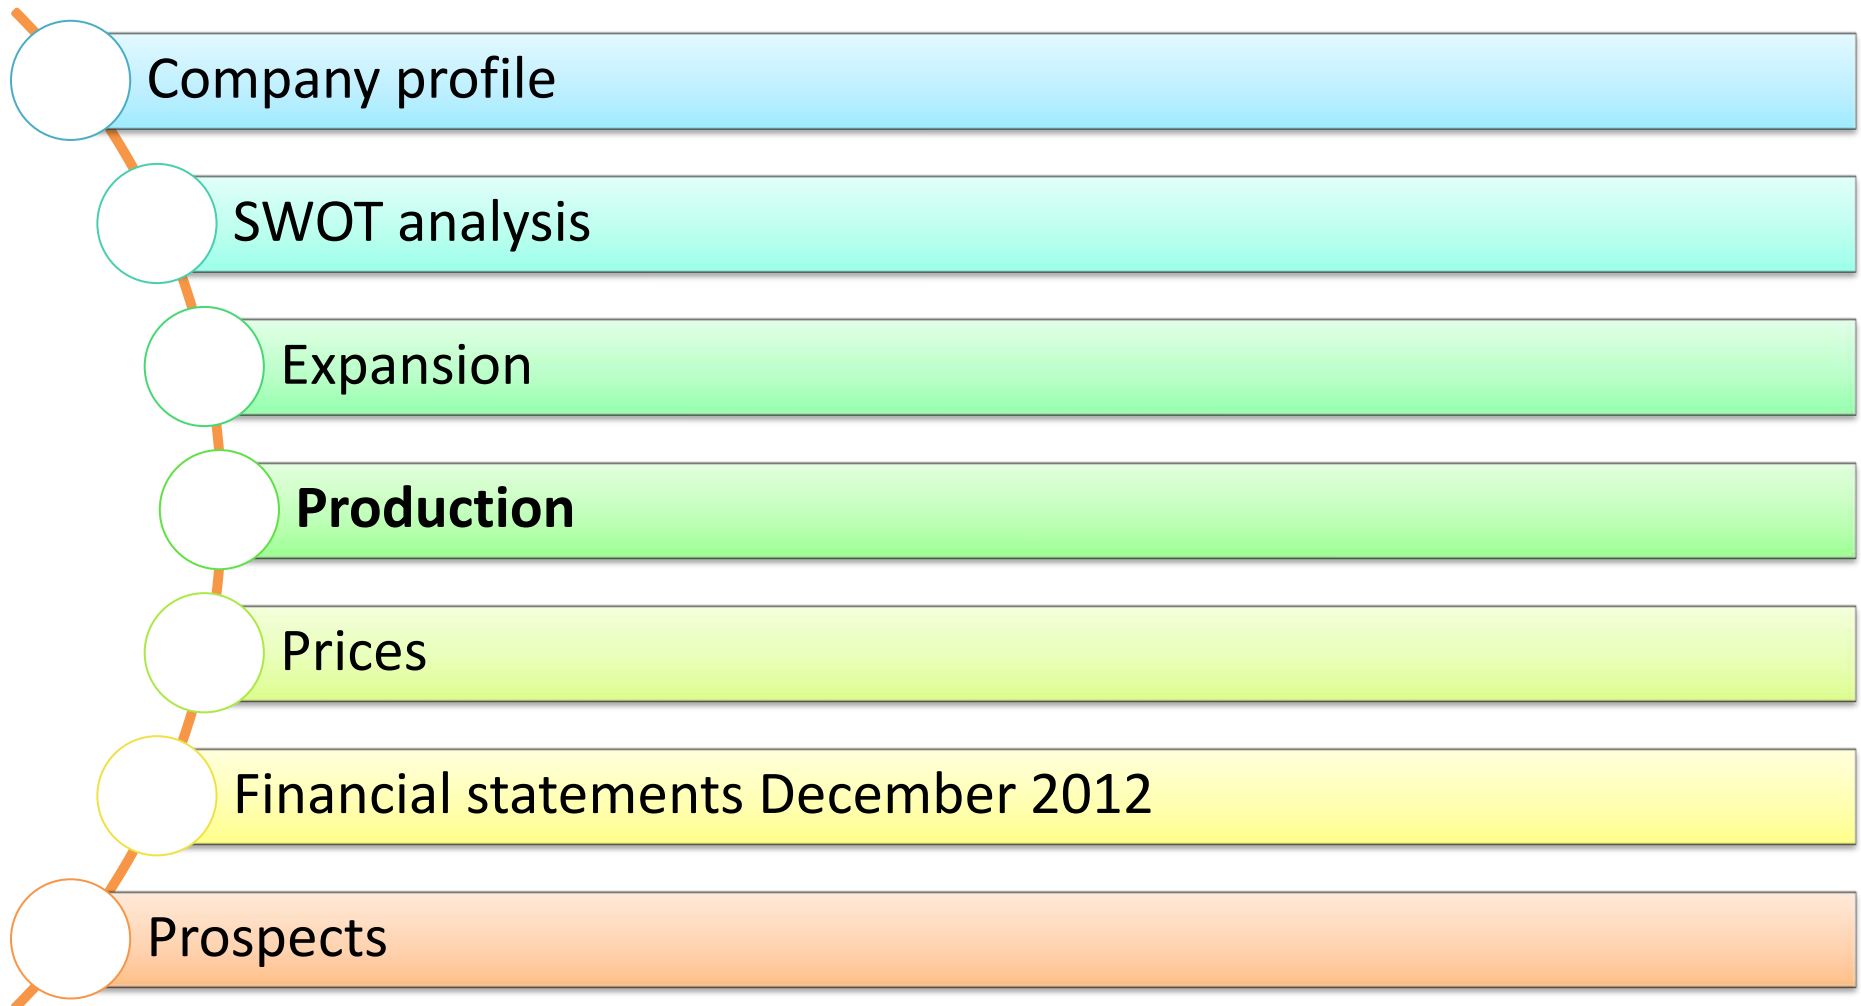 Company profile
SWOT analysis
Expansion
Production
Prices
Financial statements December 2012
Prospects